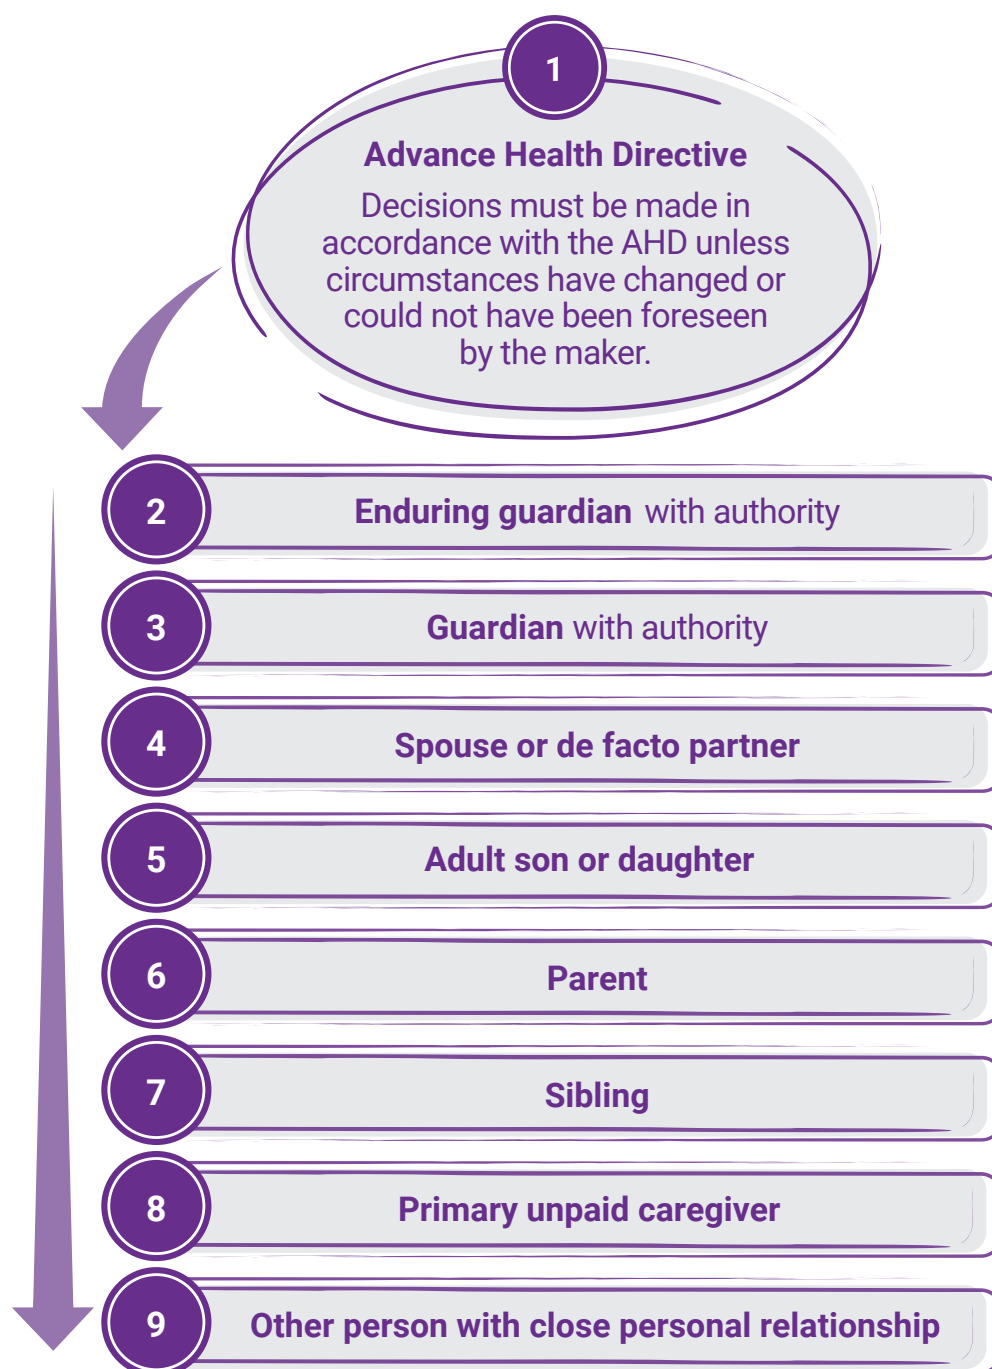 1
Advance Health Directive
Decisions must be made in
accordance with the AHD unless
circumstances have changed or
could not have been foreseen
by the maker.
2 Enduring guardian with authority
3 Guardian with authority
4 Spouse or de facto partner
5 Adult son or daughter
6 Parent
7 Sibling
8 Primary unpaid caregiver
9 Other person with close personal relationship